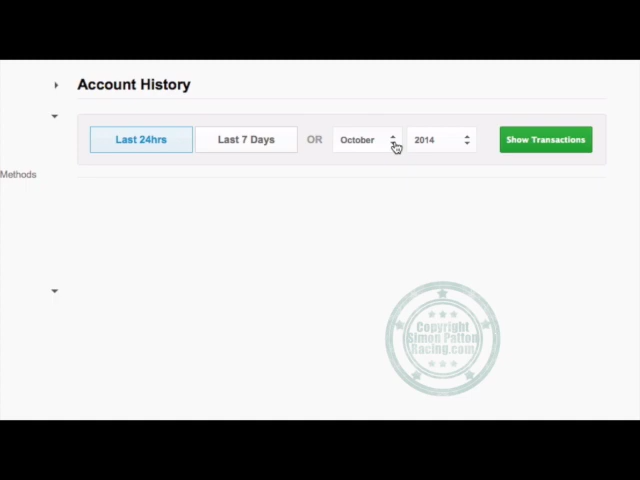 Account History
Last 24hrs Last 7 Days OR October 2014 Show Transactions
Methods
Copyright
Simon Patton
Racing.com